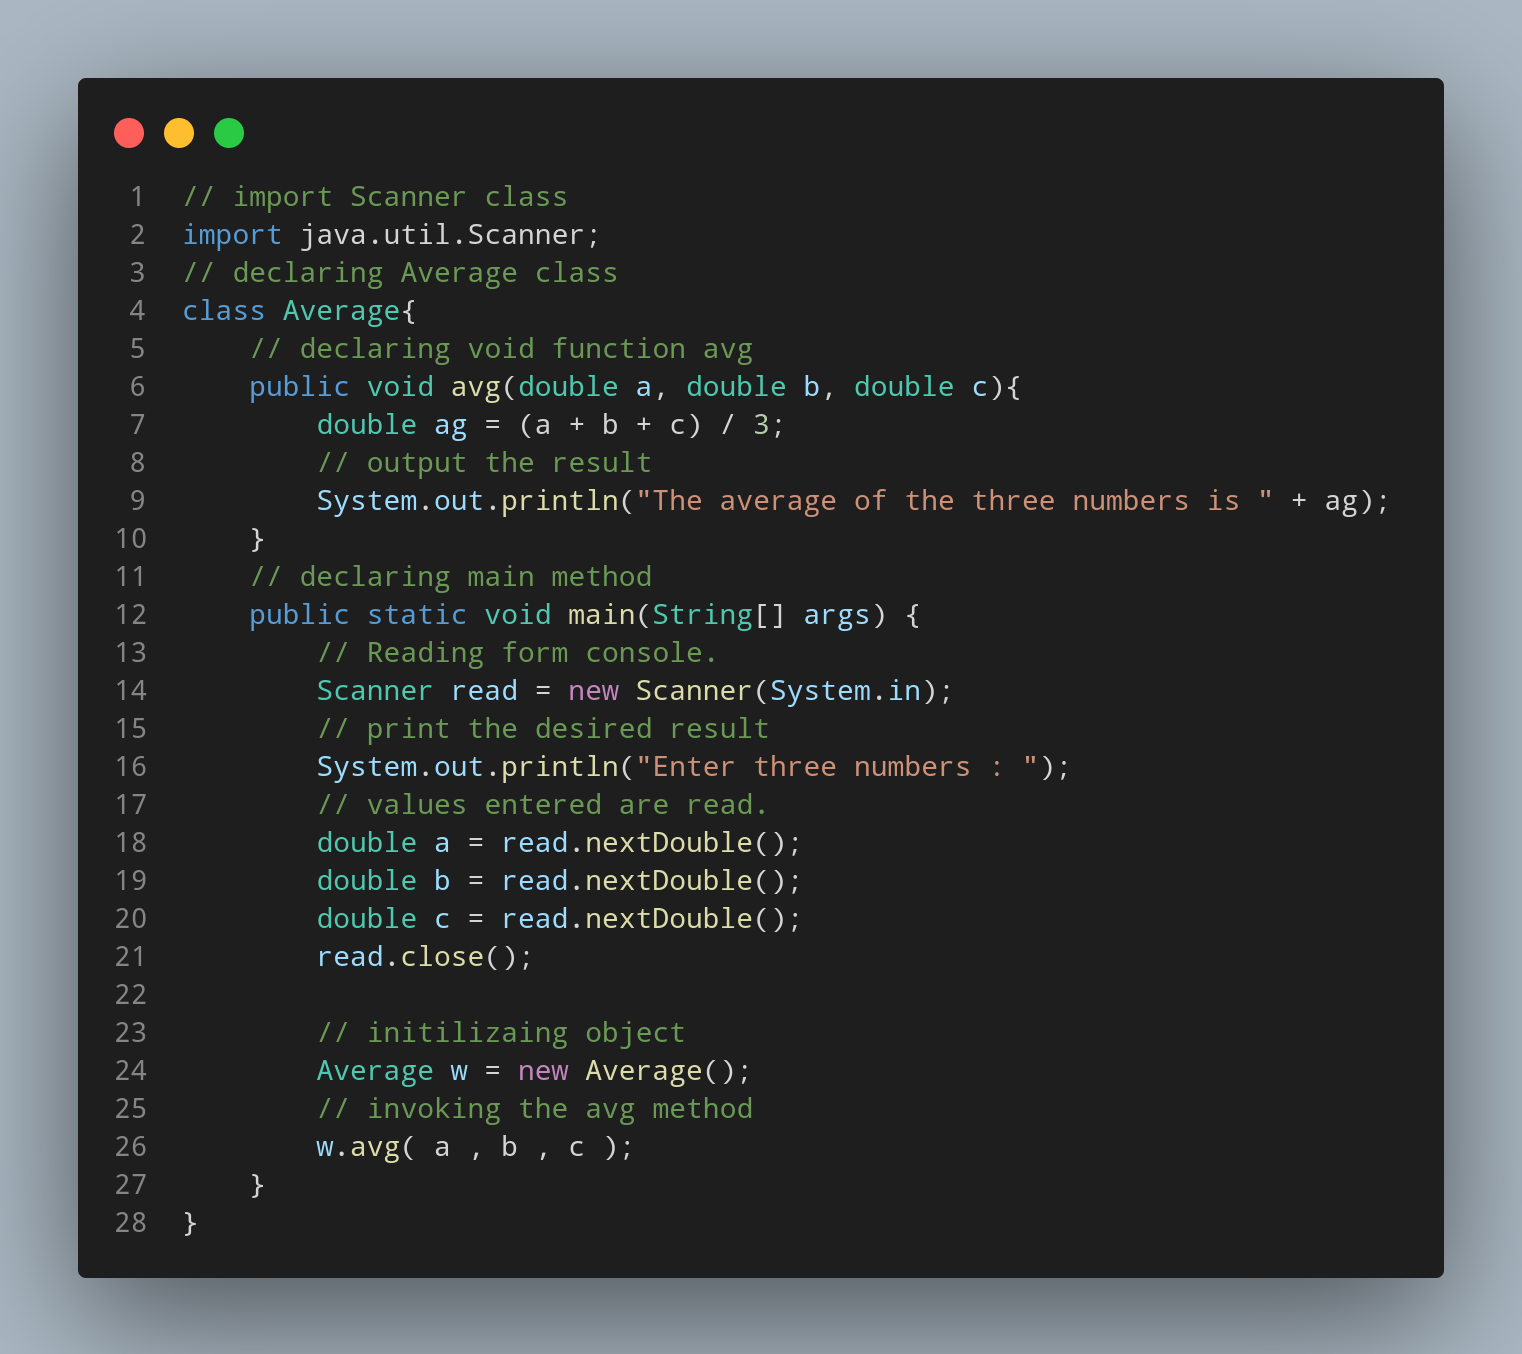 1 // import Scanner class
2 import java.util.Scanner;
3 // declaring Average class
4 class Average{
5     // declaring void function avg
6     public void avg(double a, double b, double c){
7         double ag = (a + b + c) / 3;
8         // output the result
9         System.out.println("The average of the three numbers is " + ag);
10     }
11     // declaring main method
12     public static void main(String[] args) {
13         // Reading form console.
14         Scanner read = new Scanner(System.in);
15         // print the desired result
16         System.out.println("Enter three numbers : ");
17         // values entered are read.
18         double a = read.nextDouble();
19         double b = read.nextDouble();
20         double c = read.nextDouble();
21         read.close();
22
23         // initilizaing object
24         Average w = new Average();
25         // invoking the avg method
26         w.avg( a , b , c );
27     }
28 }